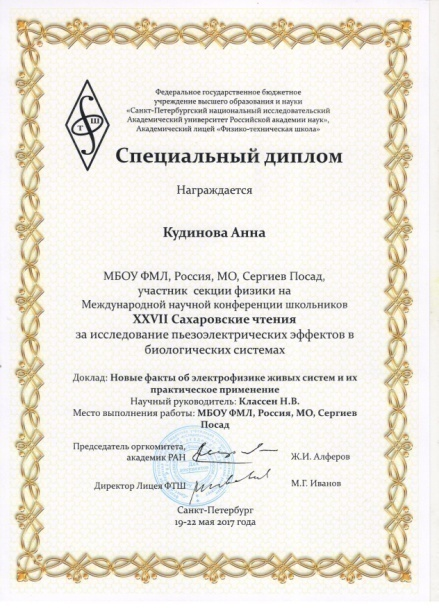 Федеральное государственное бюджетное
учреждение высшего образования и науки
«Санкт-Петербургский национальный исследовательский
Академический университет Российской академии наук»,
Академический лицей «Физико-техническая школа»
Т Ш
Специальный диплом
Награждается
Кудинова Анна
МБОУ ФМЛ, Россия, МО, Сергиев Посад,
участник секции физики на
Международной научной конференции школьников
XXVII Сахаровские чтения
за исследование пьезоэлектрических эффектов в
биологических системах
Доклад: Новые факты об электрофизике живых систем и их
практическое применение
Научный руководитель: Классен Н.В.
Место выполнения работы: МБОУ ФМЛ, Россия, МО, Сергиев
Посад
Председатель оргкомитета,
академик РАН Ж.И. Алферов
Директор Лицея ФТШ М.Г. Иванов
Санкт-Петербург
19-22 мая 2017 года